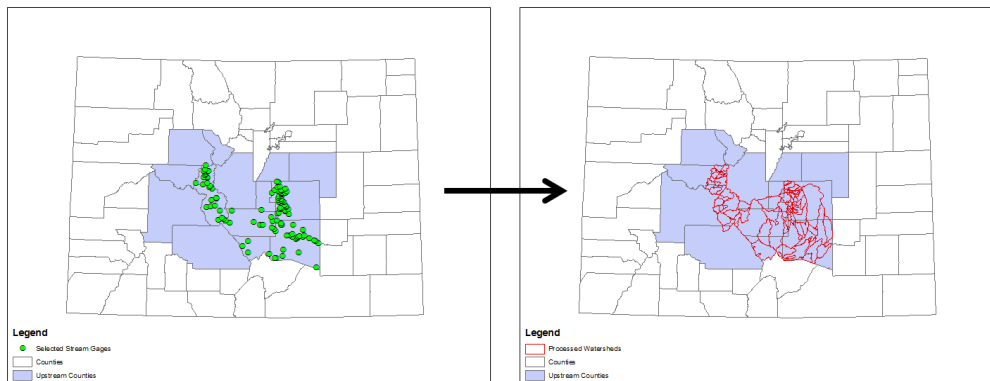 Legend
Selected Stream Gages
Counties
Upstream Counties
Legend
Processed Watersheds
Counties
Upstream Counties